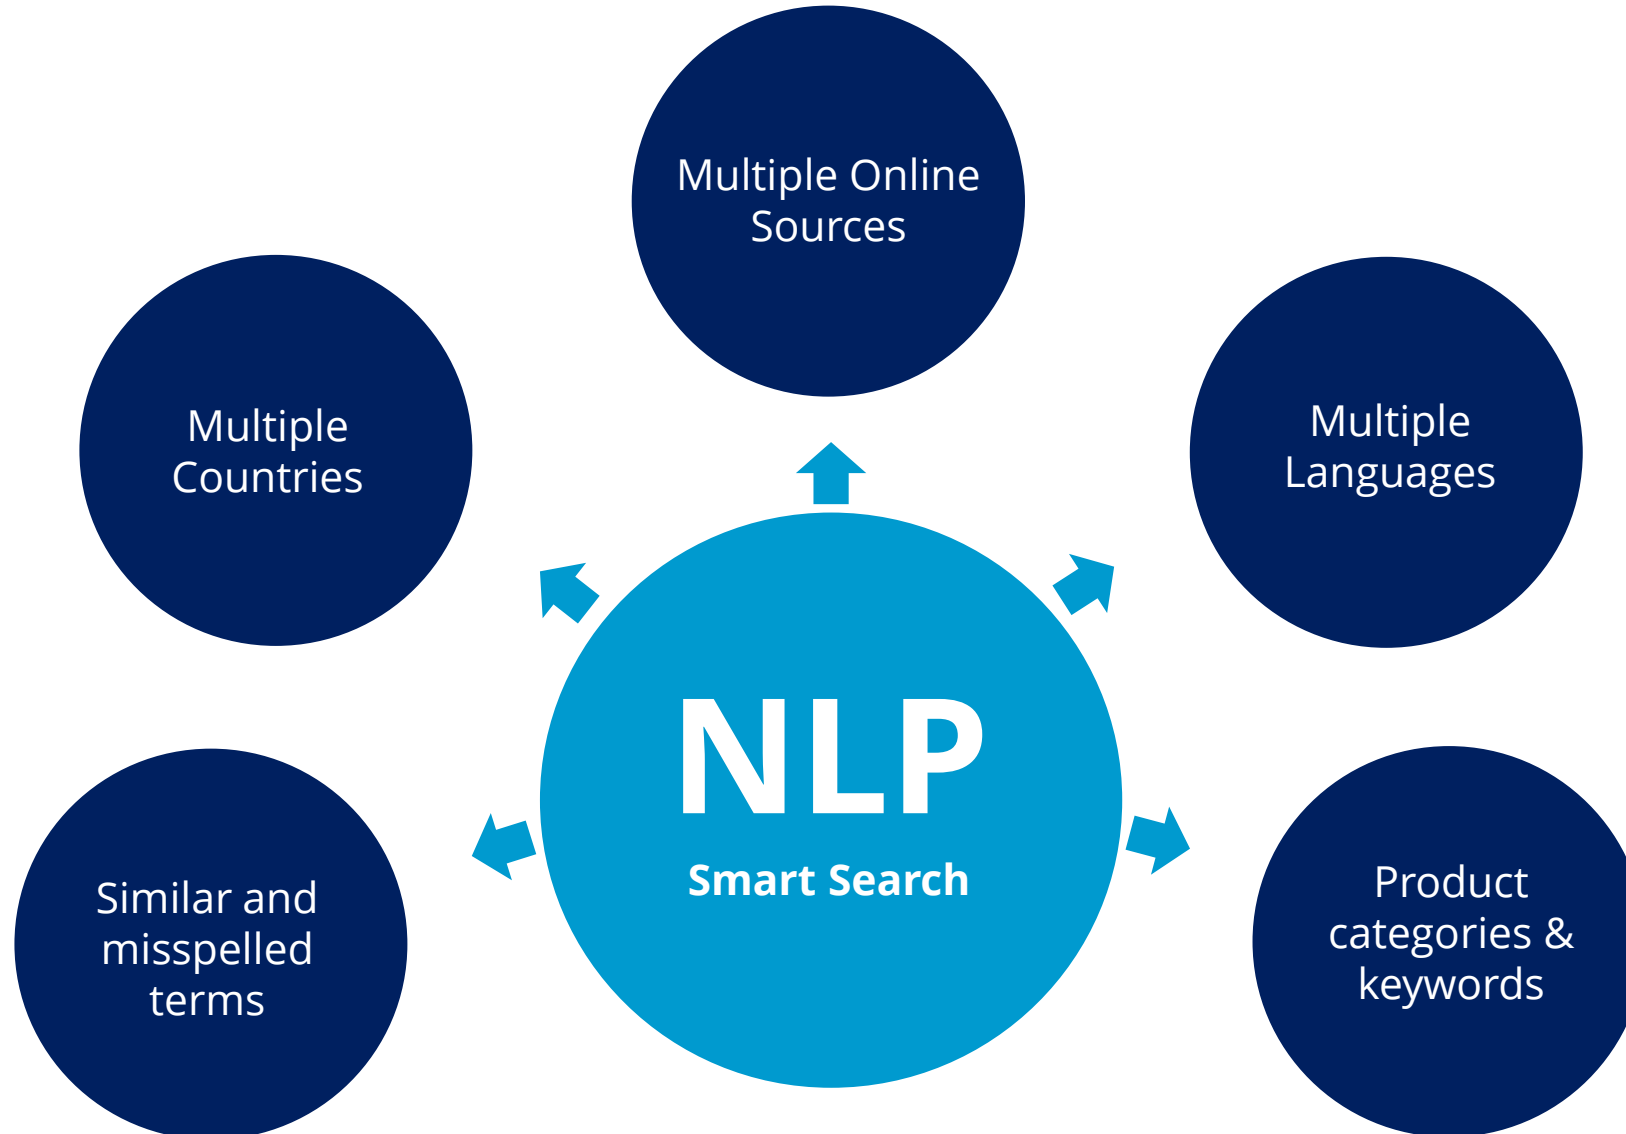 Multiple Online
Sources
Multiple
Countries
Multiple
Languages
NLP
Smart Search
Similar and
misspelled
terms
Product
categories &
keywords